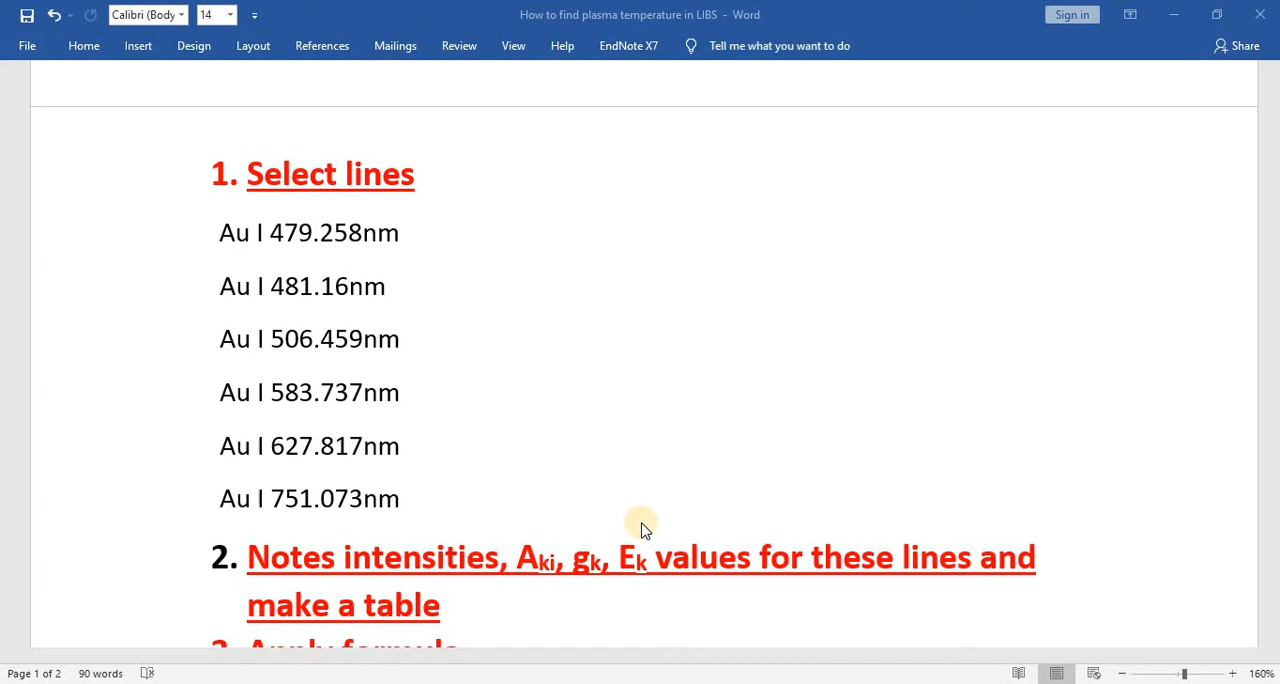 Calibri (Body 14 How to find plasma temperature in LIBS - Word Sign in
File Home Insert Design Layout References Mailings Review View Help EndNote X7 Tell me what you want to do Share
1. Select lines
Au I 479.258nm
Au I 481.16nm
Au I 506.459nm
Au I 583.737nm
Au I 627.817nm
Au I 751.073nm
2. Notes intensities, Aki, gk, Ek values for these lines and
make a table
3. Apply formula
Page 1 of 2 90 words 160%